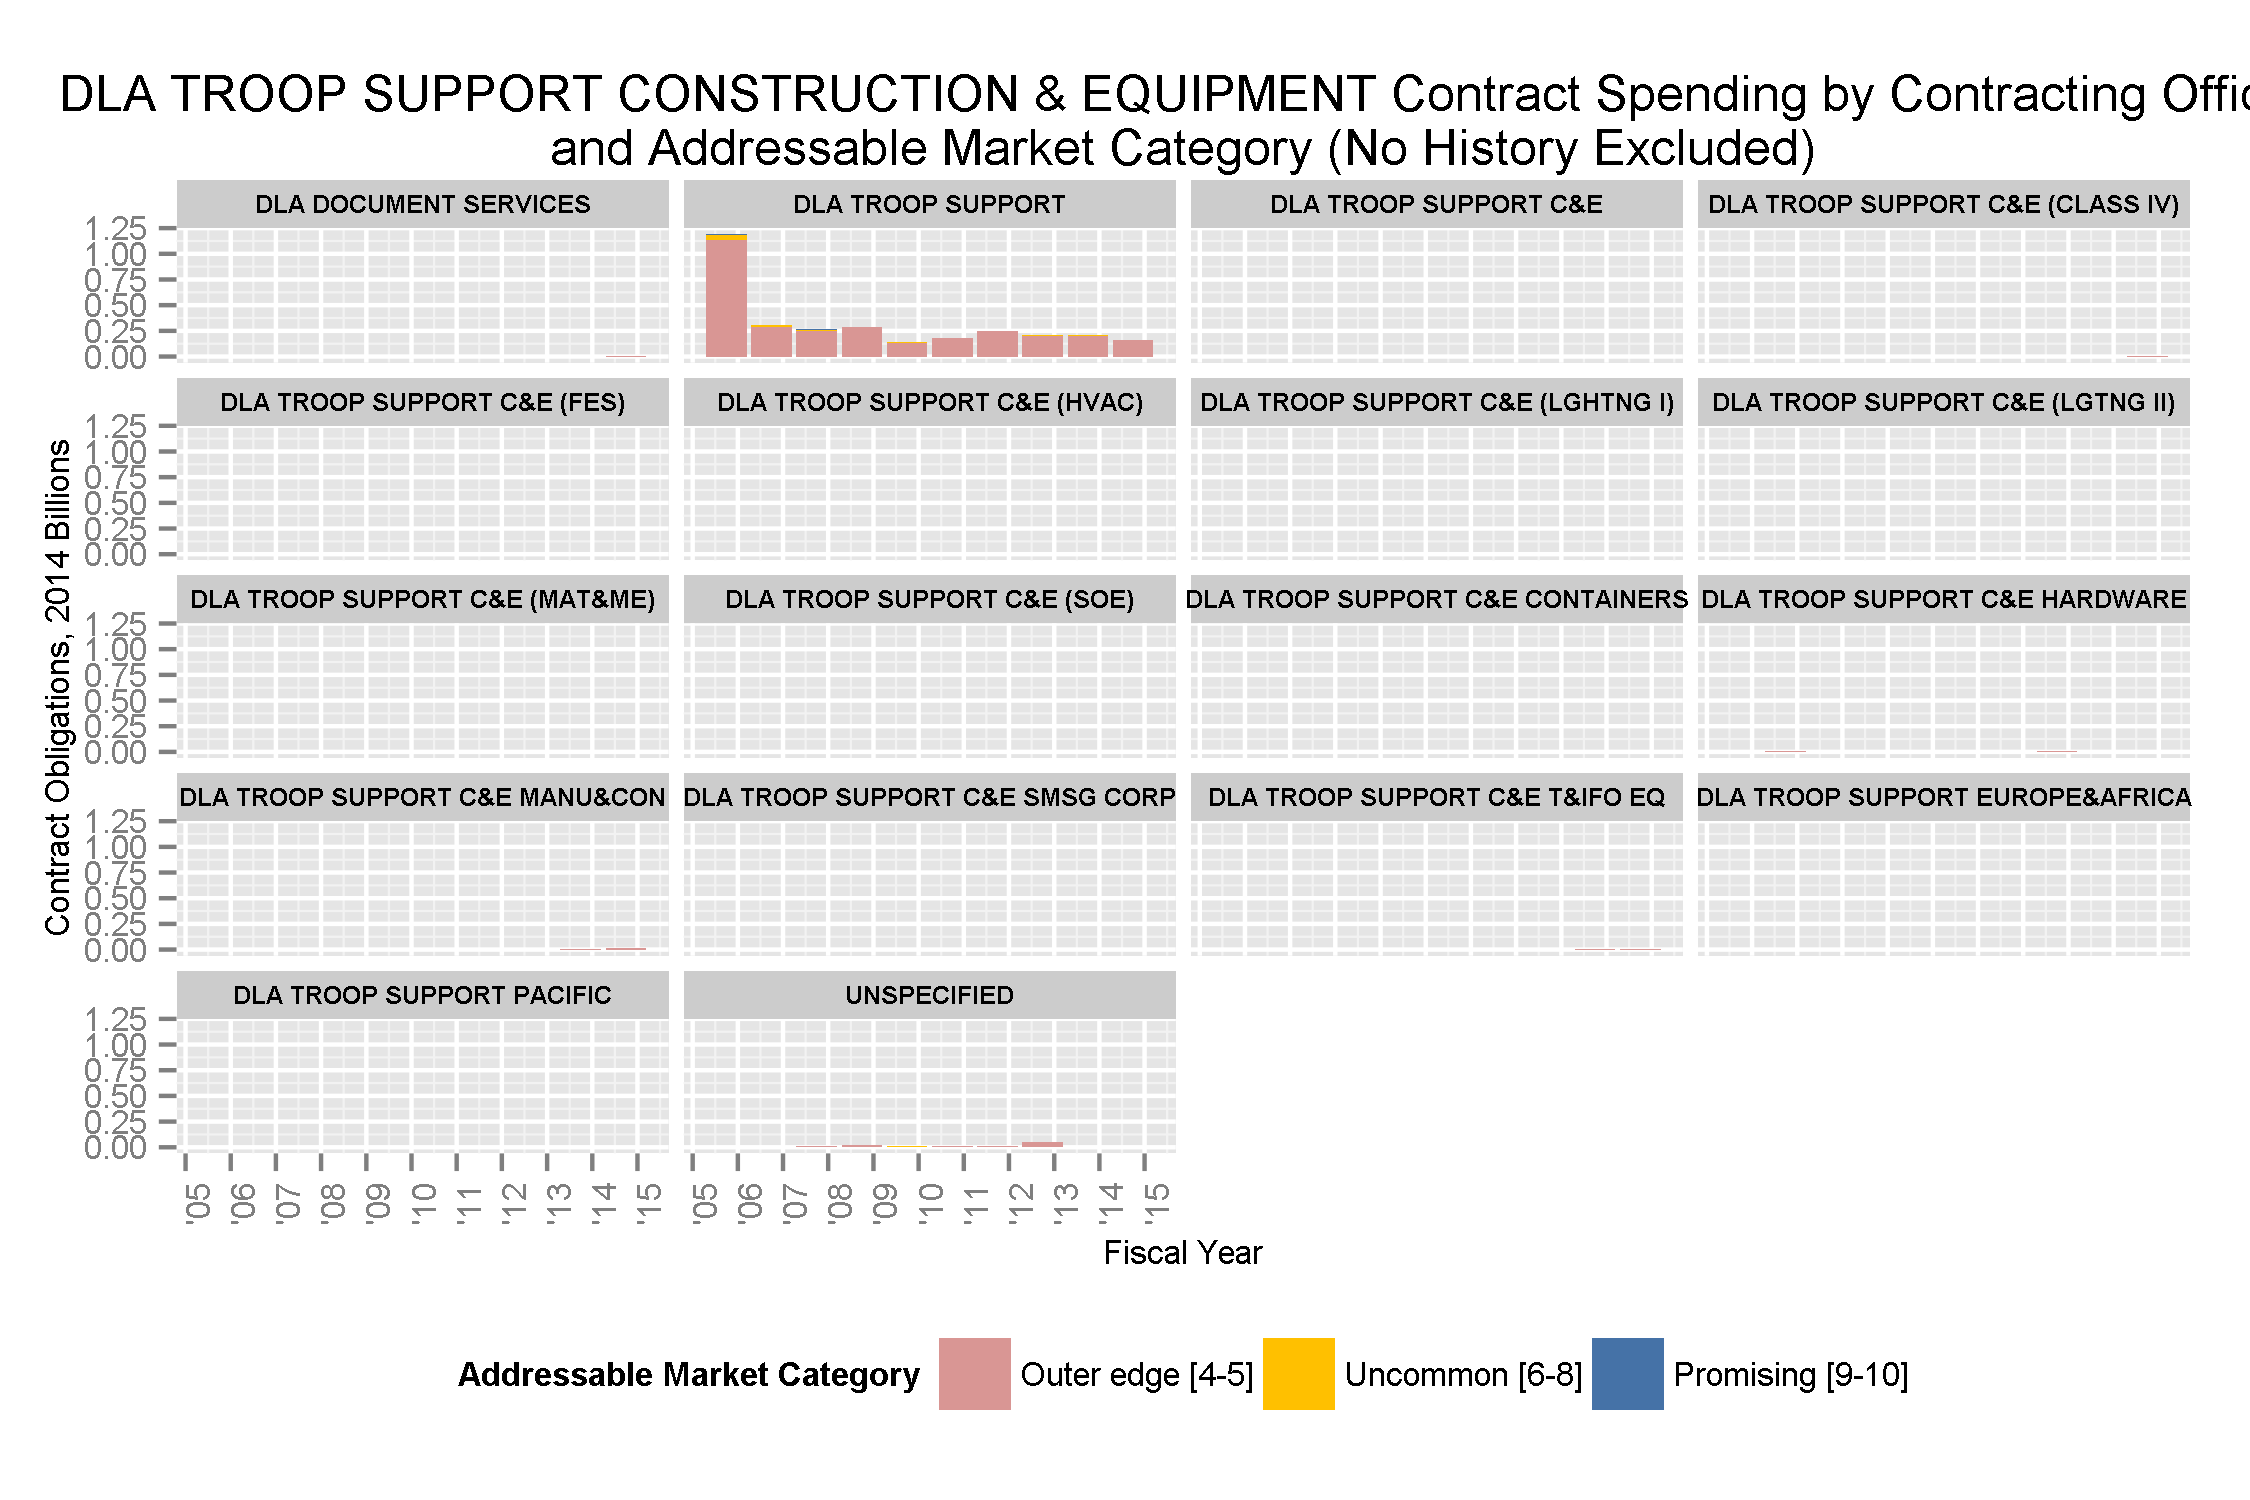 DLA TROOP SUPPORT CONSTRUCTION & EQUIPMENT Contract Spending by Contracting Offic
and Addressable Market Category (No History Excluded)
DLA DOCUMENT SERVICES
DLA TROOP SUPPORT
DLA TROOP SUPPORT C&E
DLA TROOP SUPPORT C&E (CLASS IV)
1.25
1.00
0.75
0.50
0.25
0.00
DLA TROOP SUPPORT C&E (FES)
DLA TROOP SUPPORT C&E (HVAC)
DLA TROOP SUPPORT C&E (LGHTNG I)
DLA TROOP SUPPORT C&E (LGTNG II)
1.25
1.00
0.75
0.50
0.25
0.00
DLA TROOP SUPPORT C&E (MAT&ME)
DLA TROOP SUPPORT C&E (SOE)
DLA TROOP SUPPORT C&E CONTAINERS
DLA TROOP SUPPORT C&E HARDWARE
1.25
1.00
0.75
0.50
0.25
0.00
DLA TROOP SUPPORT C&E MANU&CON
DLA TROOP SUPPORT C&E SMSG CORP
DLA TROOP SUPPORT C&E T&IFO EQ
DLA TROOP SUPPORT EUROPE&AFRICA
1.25
1.00
0.75
0.50
0.25
0.00
DLA TROOP SUPPORT PACIFIC
UNSPECIFIED
1.25
1.00
0.75
0.50
0.25
0.00
Contract Obligations, 2014 Billions
'05 '06 '07 '08 '09 '10 '11 '12 '13 '14 '15
'05 '06 '07 '08 '09 '10 '11 '12 '13 '14 '15
Fiscal Year
Addressable Market Category
Outer edge [4-5]
Uncommon [6-8]
Promising [9-10]